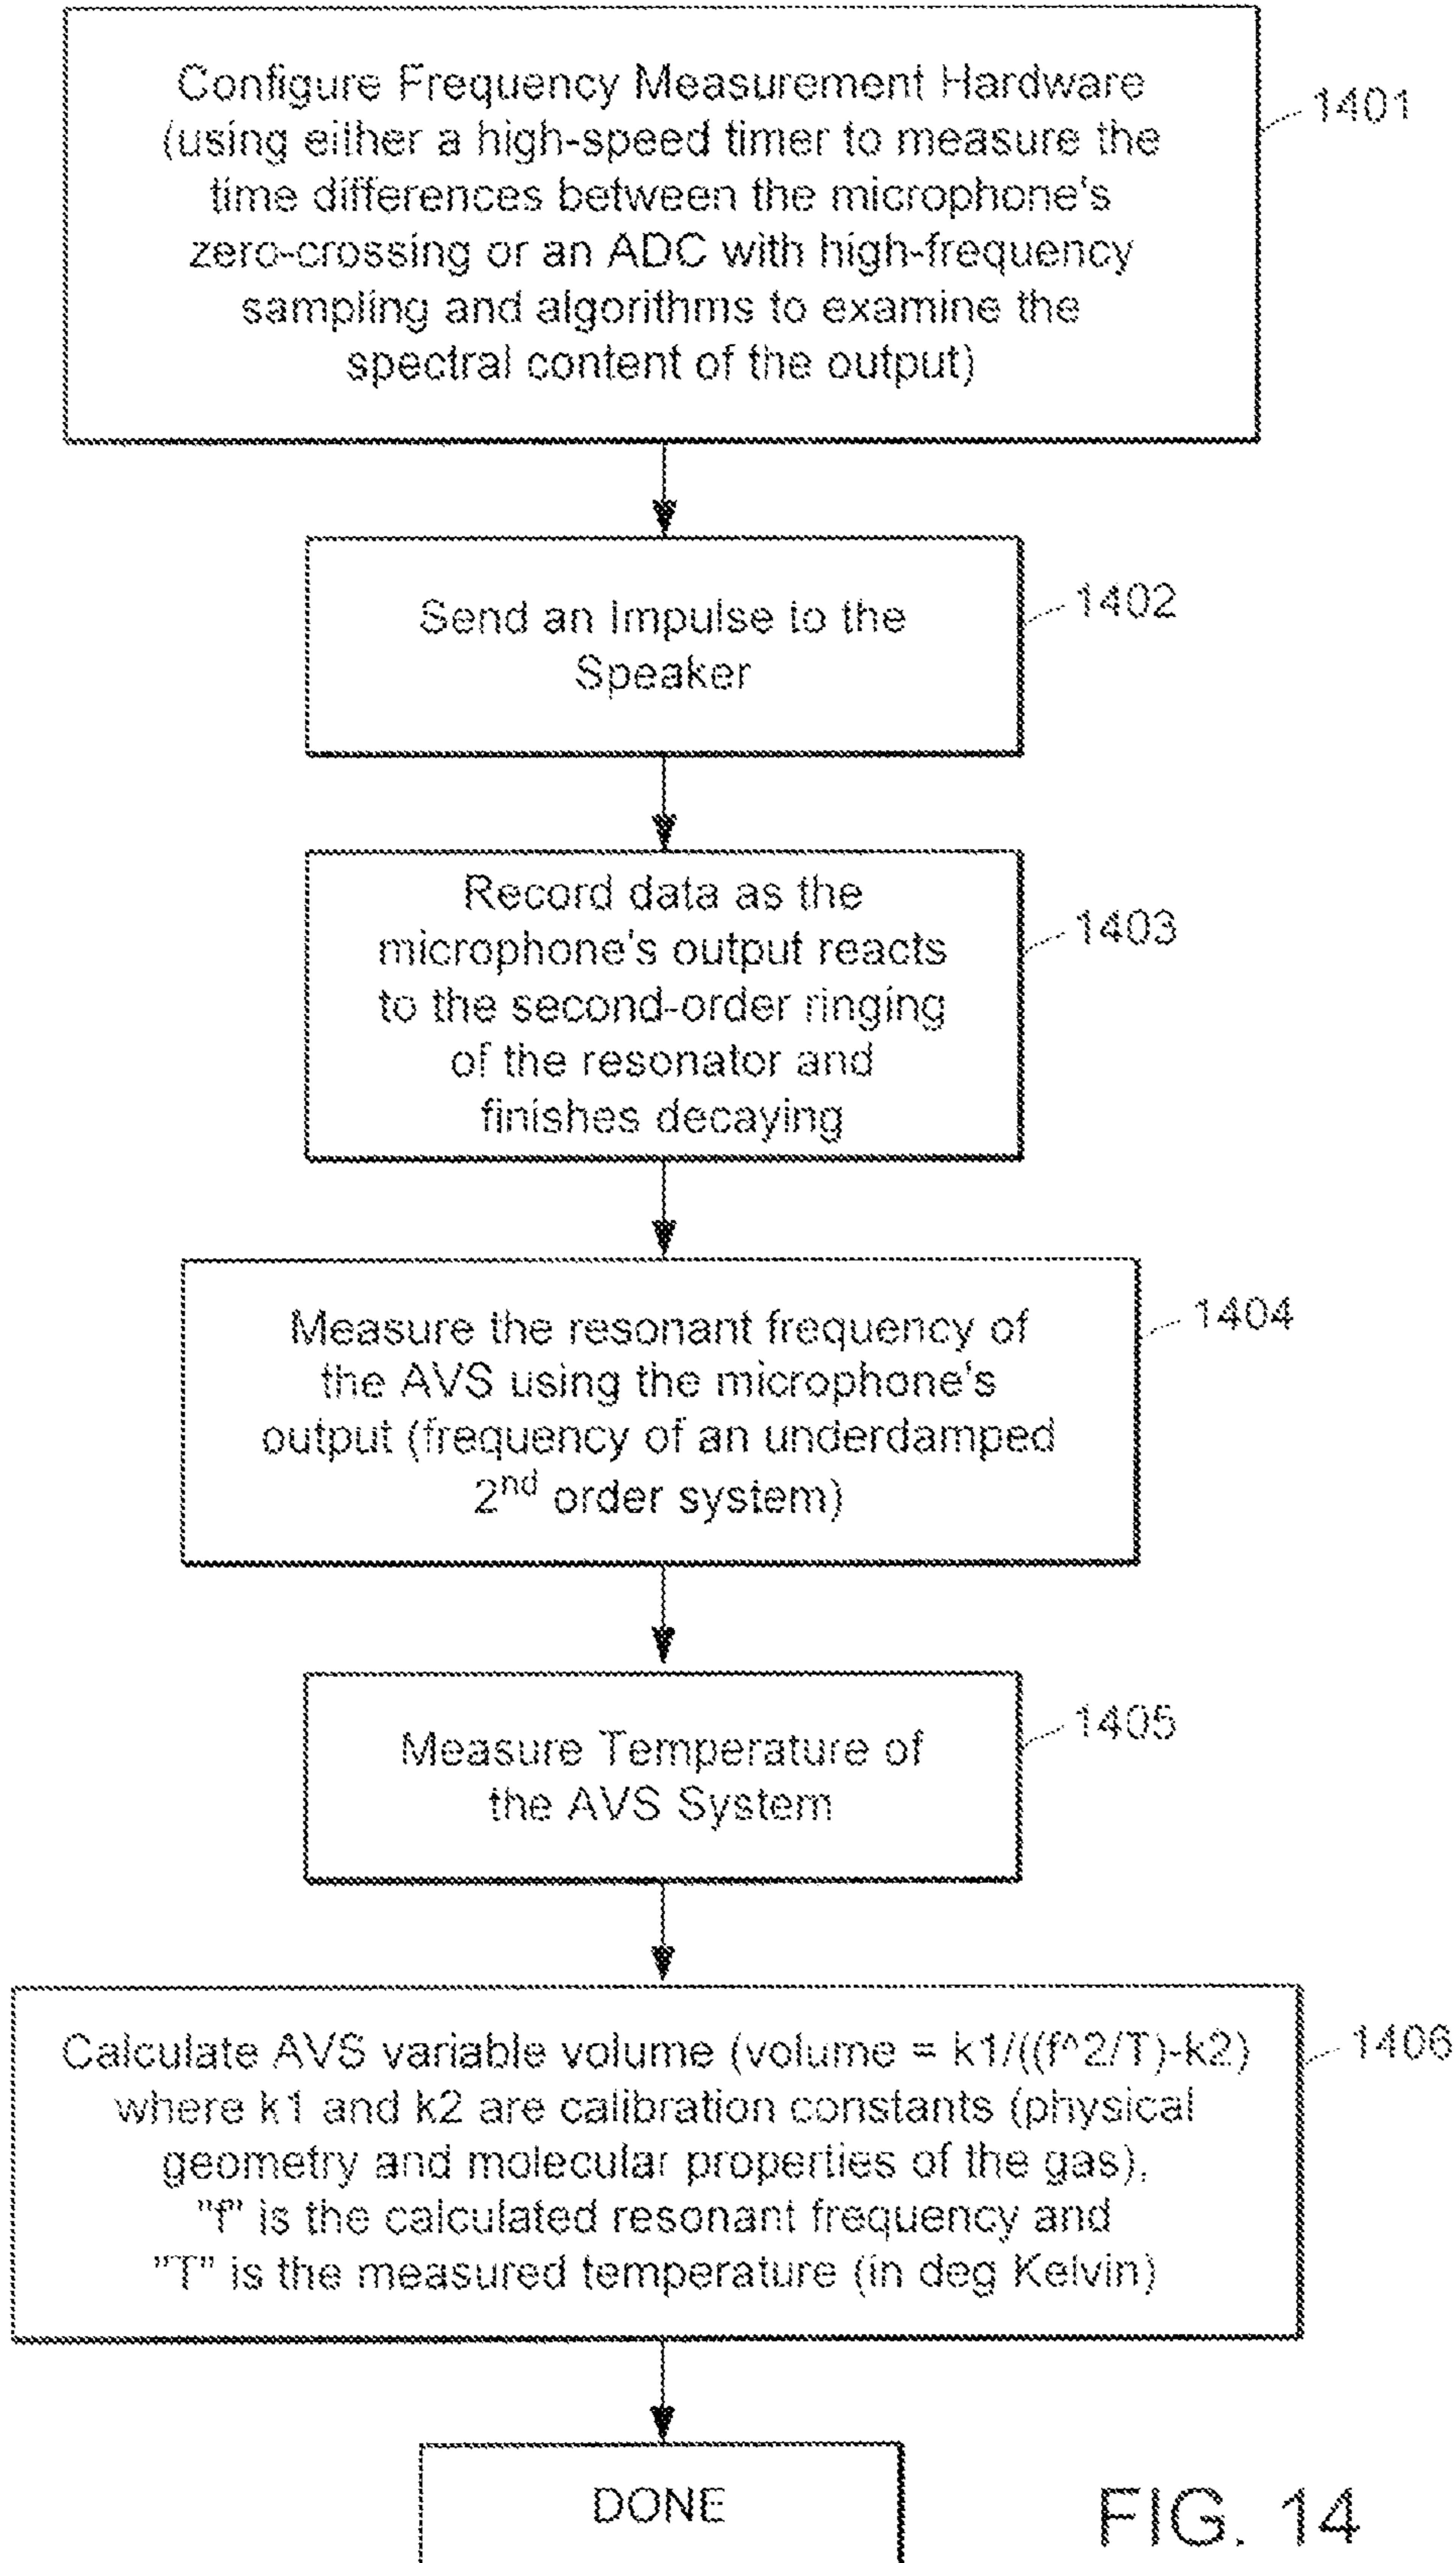 Configure Frequency Measurement Hardware
(using either a high-speed timer to measure the
time differences between the microphone's
zero-crossing or an ADC with high-frequency
sampling and algorithms to examine the
spectral content of the output)
1401
Send an Impulse to the
Speaker
1402
Record data as the
microphone's output reacts
to the second-order ringing
of the resonator and
finishes decaying
1403
Measure the resonant frequency of
the AVS using the microphone's
output (frequency of an underdamped
2nd order system)
1404
Measure Temperature of
the AVS System
1405
Calculate AVS variable volume (volume = k1/((f^2/T)-k2)
where k1 and k2 are calibration constants (physical
geometry and molecular properties of the gas),
"f" is the calculated resonant frequency and
"T" is the measured temperature (in deg Kelvin)
1406
DONE
FIG. 14